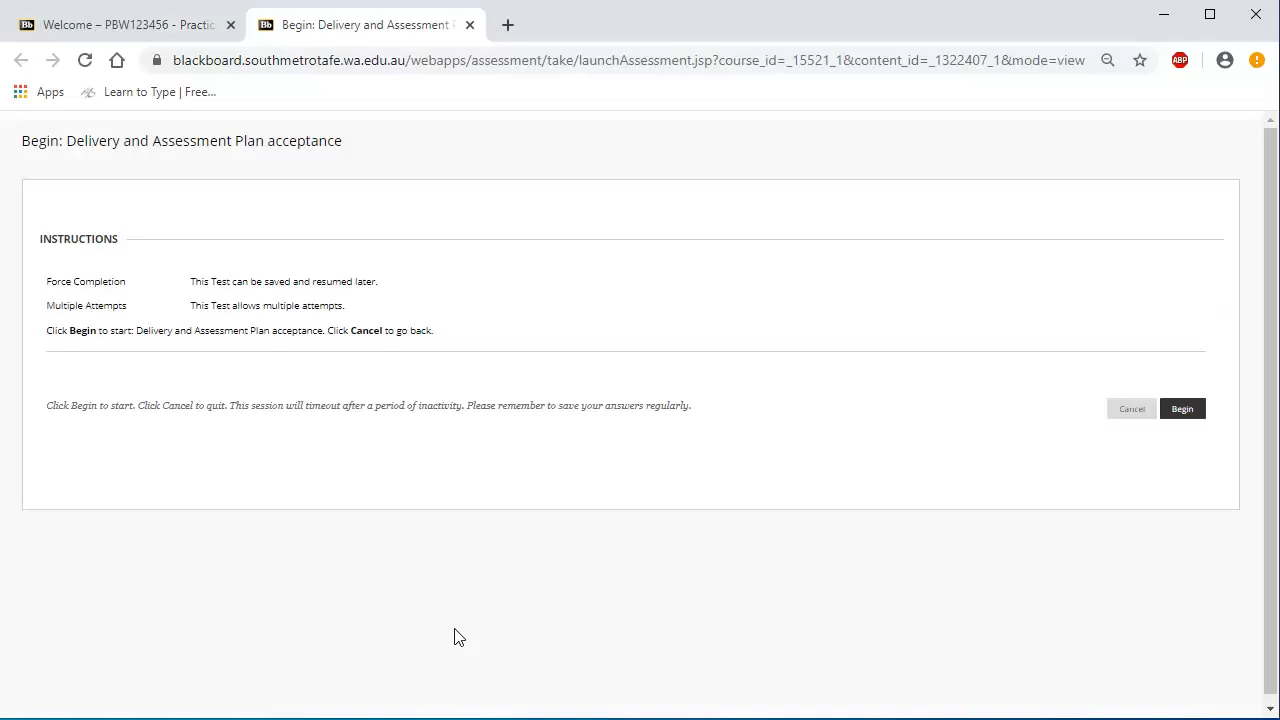 Bb Welcome – PBW123456 - Practic
Bb Begin: Delivery and Assessment
blackboard.southmetrotafe.wa.edu.au/webapps/assessment/take/launchAssessment.jsp?course_id=_15521_1&content_id=_1322407_1&mode=view
ABP
Apps
Learn to Type | Free...
Begin: Delivery and Assessment Plan acceptance
INSTRUCTIONS
Force Completion This Test can be saved and resumed later.
Multiple Attempts This Test allows multiple attempts.
Click Begin to start: Delivery and Assessment Plan acceptance. Click Cancel to go back.
Click Begin to start. Click Cancel to quit. This session will timeout after a period of inactivity. Please remember to save your answers regularly.
Cancel Begin